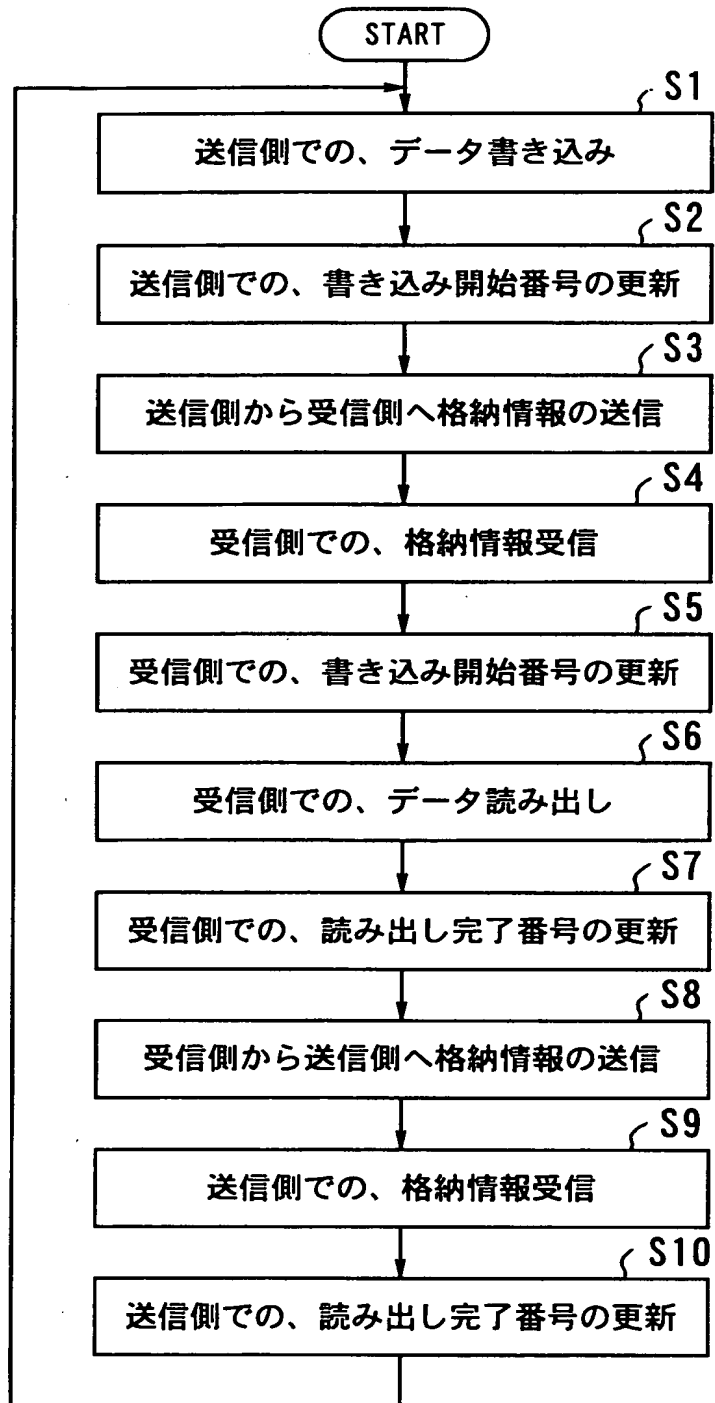 START
S1
送信側での、データ書き込み
S2
送信側での、書き込み開始番号の更新
S3
送信側から受信側へ格納情報の送信
S4
受信側での、格納情報受信
S5
受信側での、書き込み開始番号の更新
S6
受信側での、データ読み出し
S7
受信側での、読み出し完了番号の更新
S8
受信側から送信側へ格納情報の送信
S9
送信側での、格納情報受信
S10
送信側での、読み出し完了番号の更新